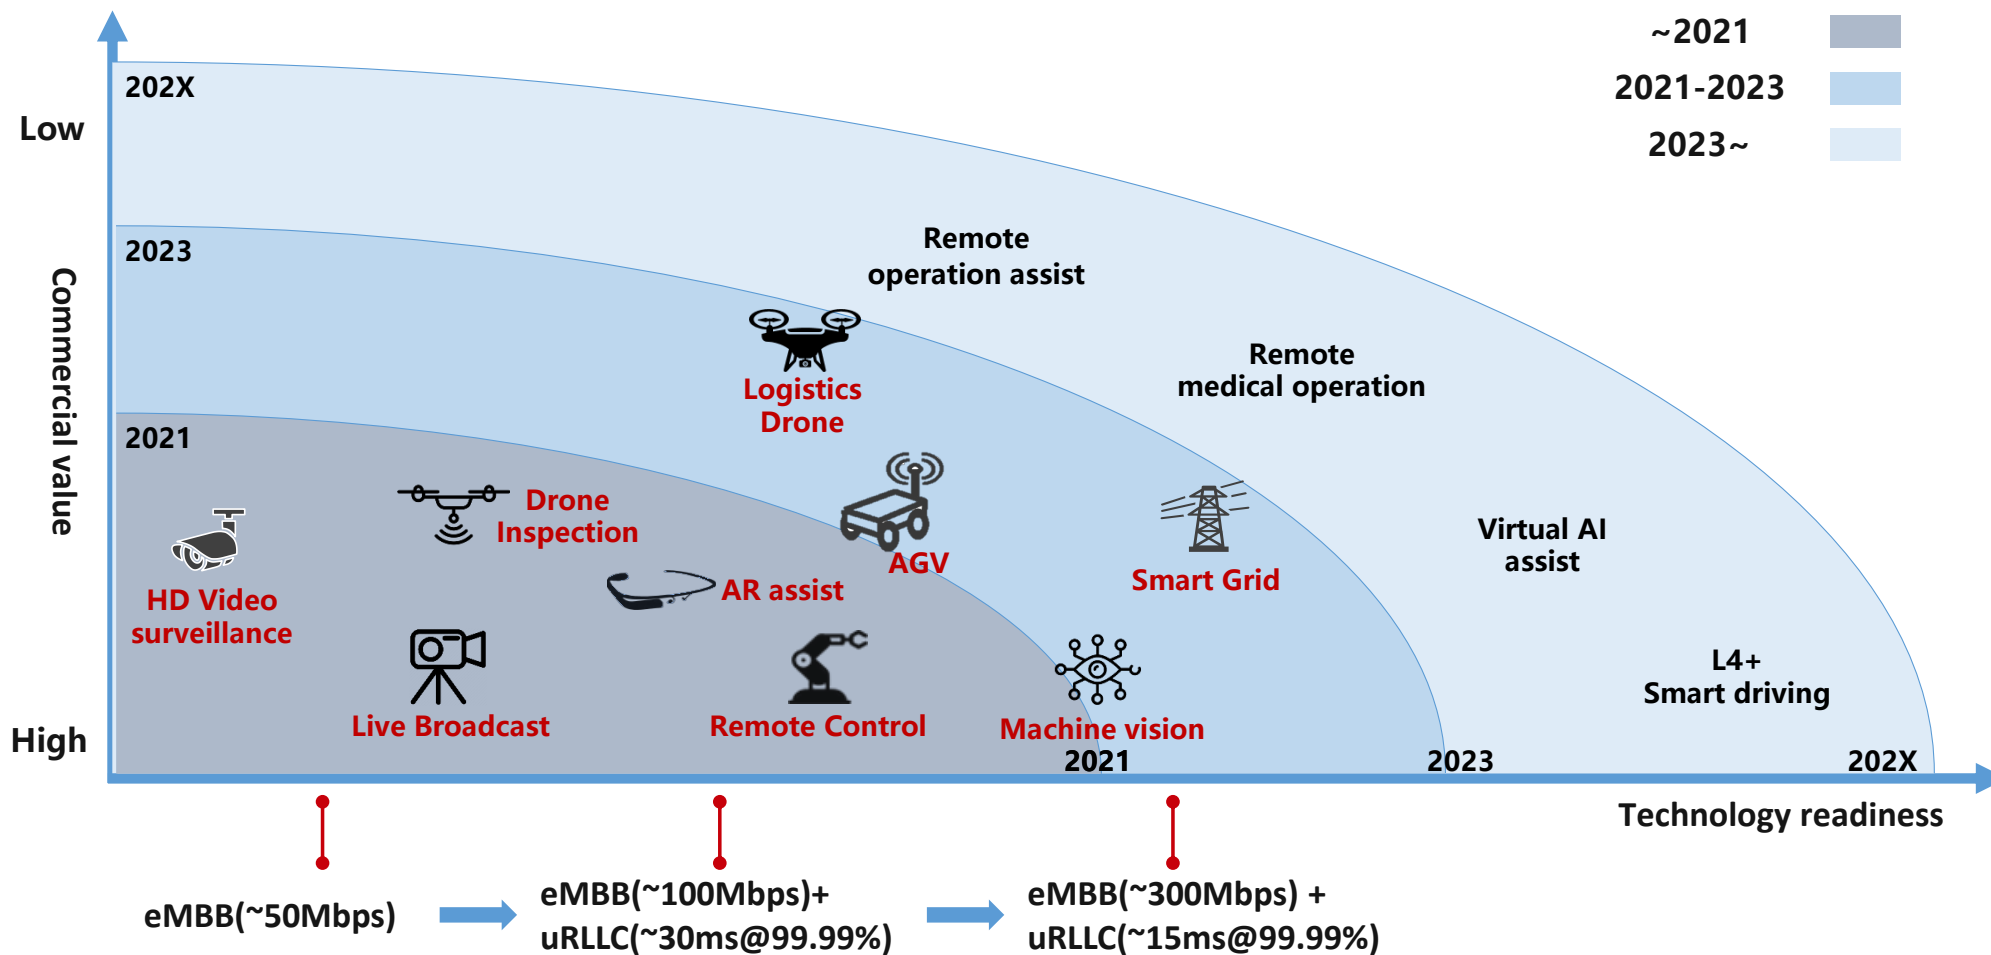 ~2021
2021-2023
2023~
202X
Low
2023
Remote
operation assist
Commercial value
Remote
medical operation
Logistics
Drone
2021
Drone
Inspection
AGV
Smart Grid
Virtual AI
assist
HD Video
surveillance
AR assist
Live Broadcast
Remote Control
Machine vision
L4+
Smart driving
High
2021
2023
202X
Technology readiness
eMBB(~50Mbps)
eMBB(~100Mbps)+
uRLLC(~30ms@99.99%)
eMBB(~300Mbps) +
uRLLC(~15ms@99.99%)